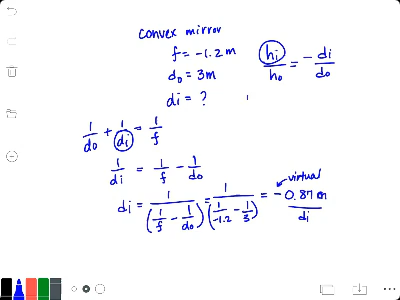 convex mirror
f = -1.2 m
do = 3m
di = ?
hi/ho = - di/do
1/do + 1/di = 1/f
1/di = 1/f - 1/do
di = 1/(1/f - 1/do) = 1/(1/-1.2 - 1/3) = - 0.87 m
virtual
di